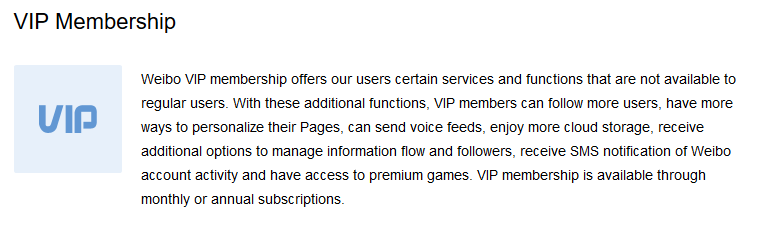 VIP Membership
VIP
Weibo VIP membership offers our users certain services and functions that are not available to
regular users. With these additional functions, VIP members can follow more users, have more
ways to personalize their Pages, can send voice feeds, enjoy more cloud storage, receive
additional options to manage information flow and followers, receive SMS notification of Weibo
account activity and have access to premium games. VIP membership is available through
monthly or annual subscriptions.